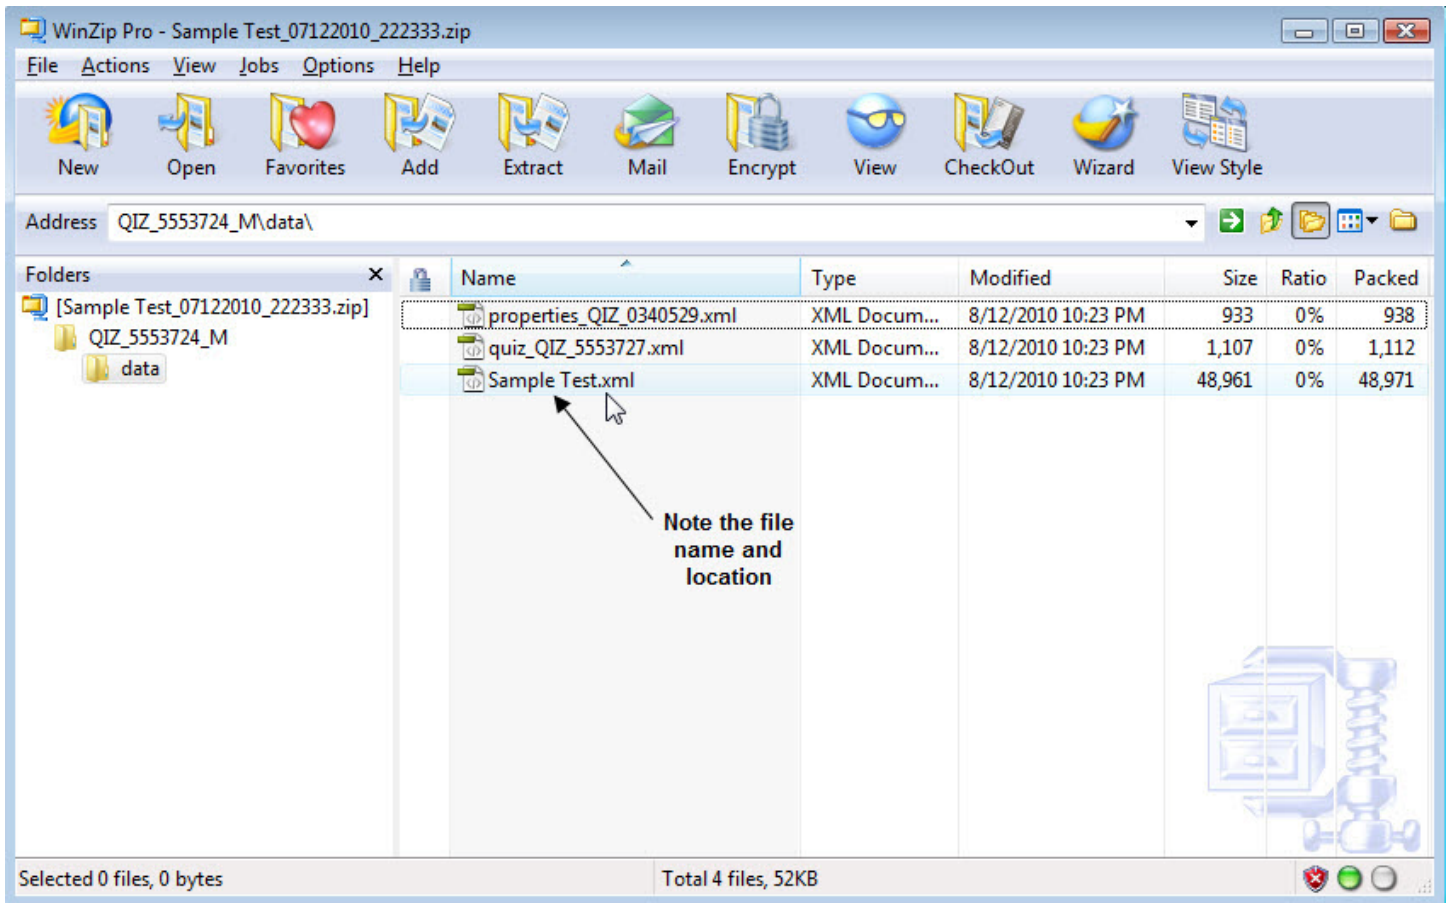 WinZip Pro - Sample Test_07122010_222333.zip
File Actions View Jobs Options Help
New Open Favorites Add Extract Mail Encrypt View CheckOut Wizard View Style
Address QIZ_5553724_M\data\
Folders
[Sample Test_07122010_222333.zip]
QIZ_5553724_M
data
Name Type Modified Size Ratio Packed
properties_QIZ_0340529.xml XML Docum... 8/12/2010 10:23 PM 933 0% 938
quiz_QIZ_5553727.xml XML Docum... 8/12/2010 10:23 PM 1,107 0% 1,112
Sample Test.xml XML Docum... 8/12/2010 10:23 PM 48,961 0% 48,971
Note the file
name and
location
Selected 0 files, 0 bytes Total 4 files, 52KB